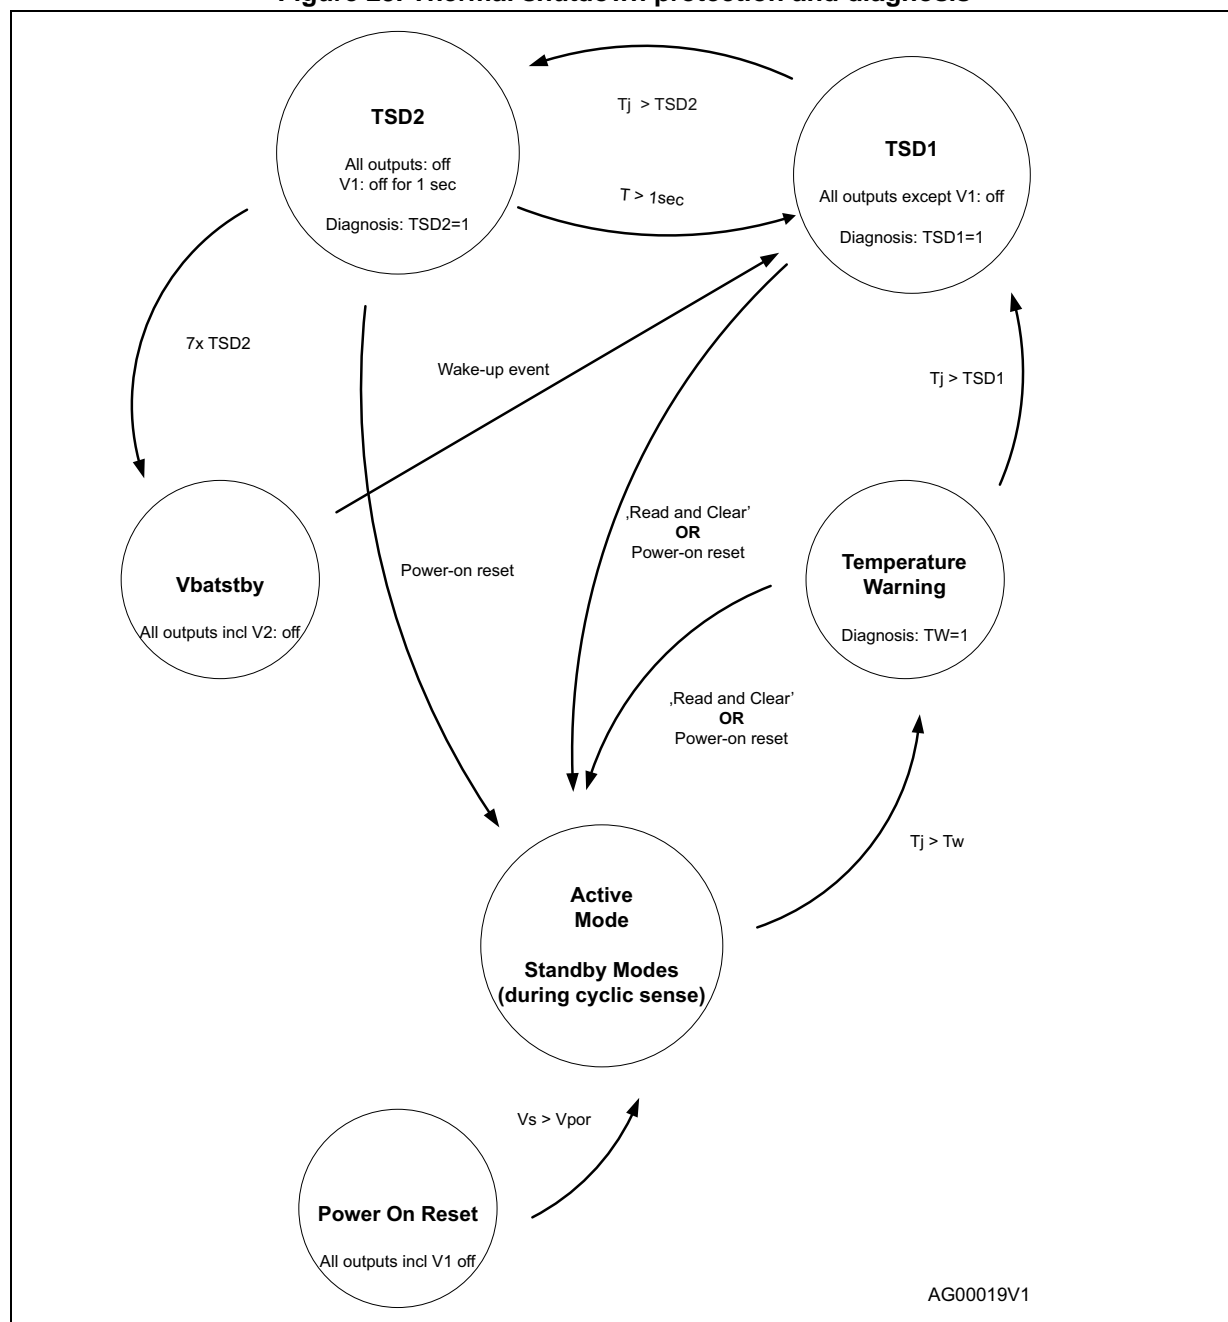 Figure 23. Thermal shutdown protection and diagnosis
Tj > TSD2
TSD2
All outputs: off
V1: off for 1 sec
Diagnosis: TSD2=1
TSD1
All outputs except V1: off
Diagnosis: TSD1=1
T > 1sec
7x TSD2
Wake-up event
Tj > TSD1
‚Read and Clear’
OR
Power-on reset
Power-on reset
Vbatstby
All outputs incl V2: off
Temperature
Warning
Diagnosis: TW=1
‚Read and Clear’
OR
Power-on reset
Tj > Tw
Active
Mode
Standby Modes
(during cyclic sense)
Vs > Vpor
Power On Reset
All outputs incl V1 off
AG00019V1